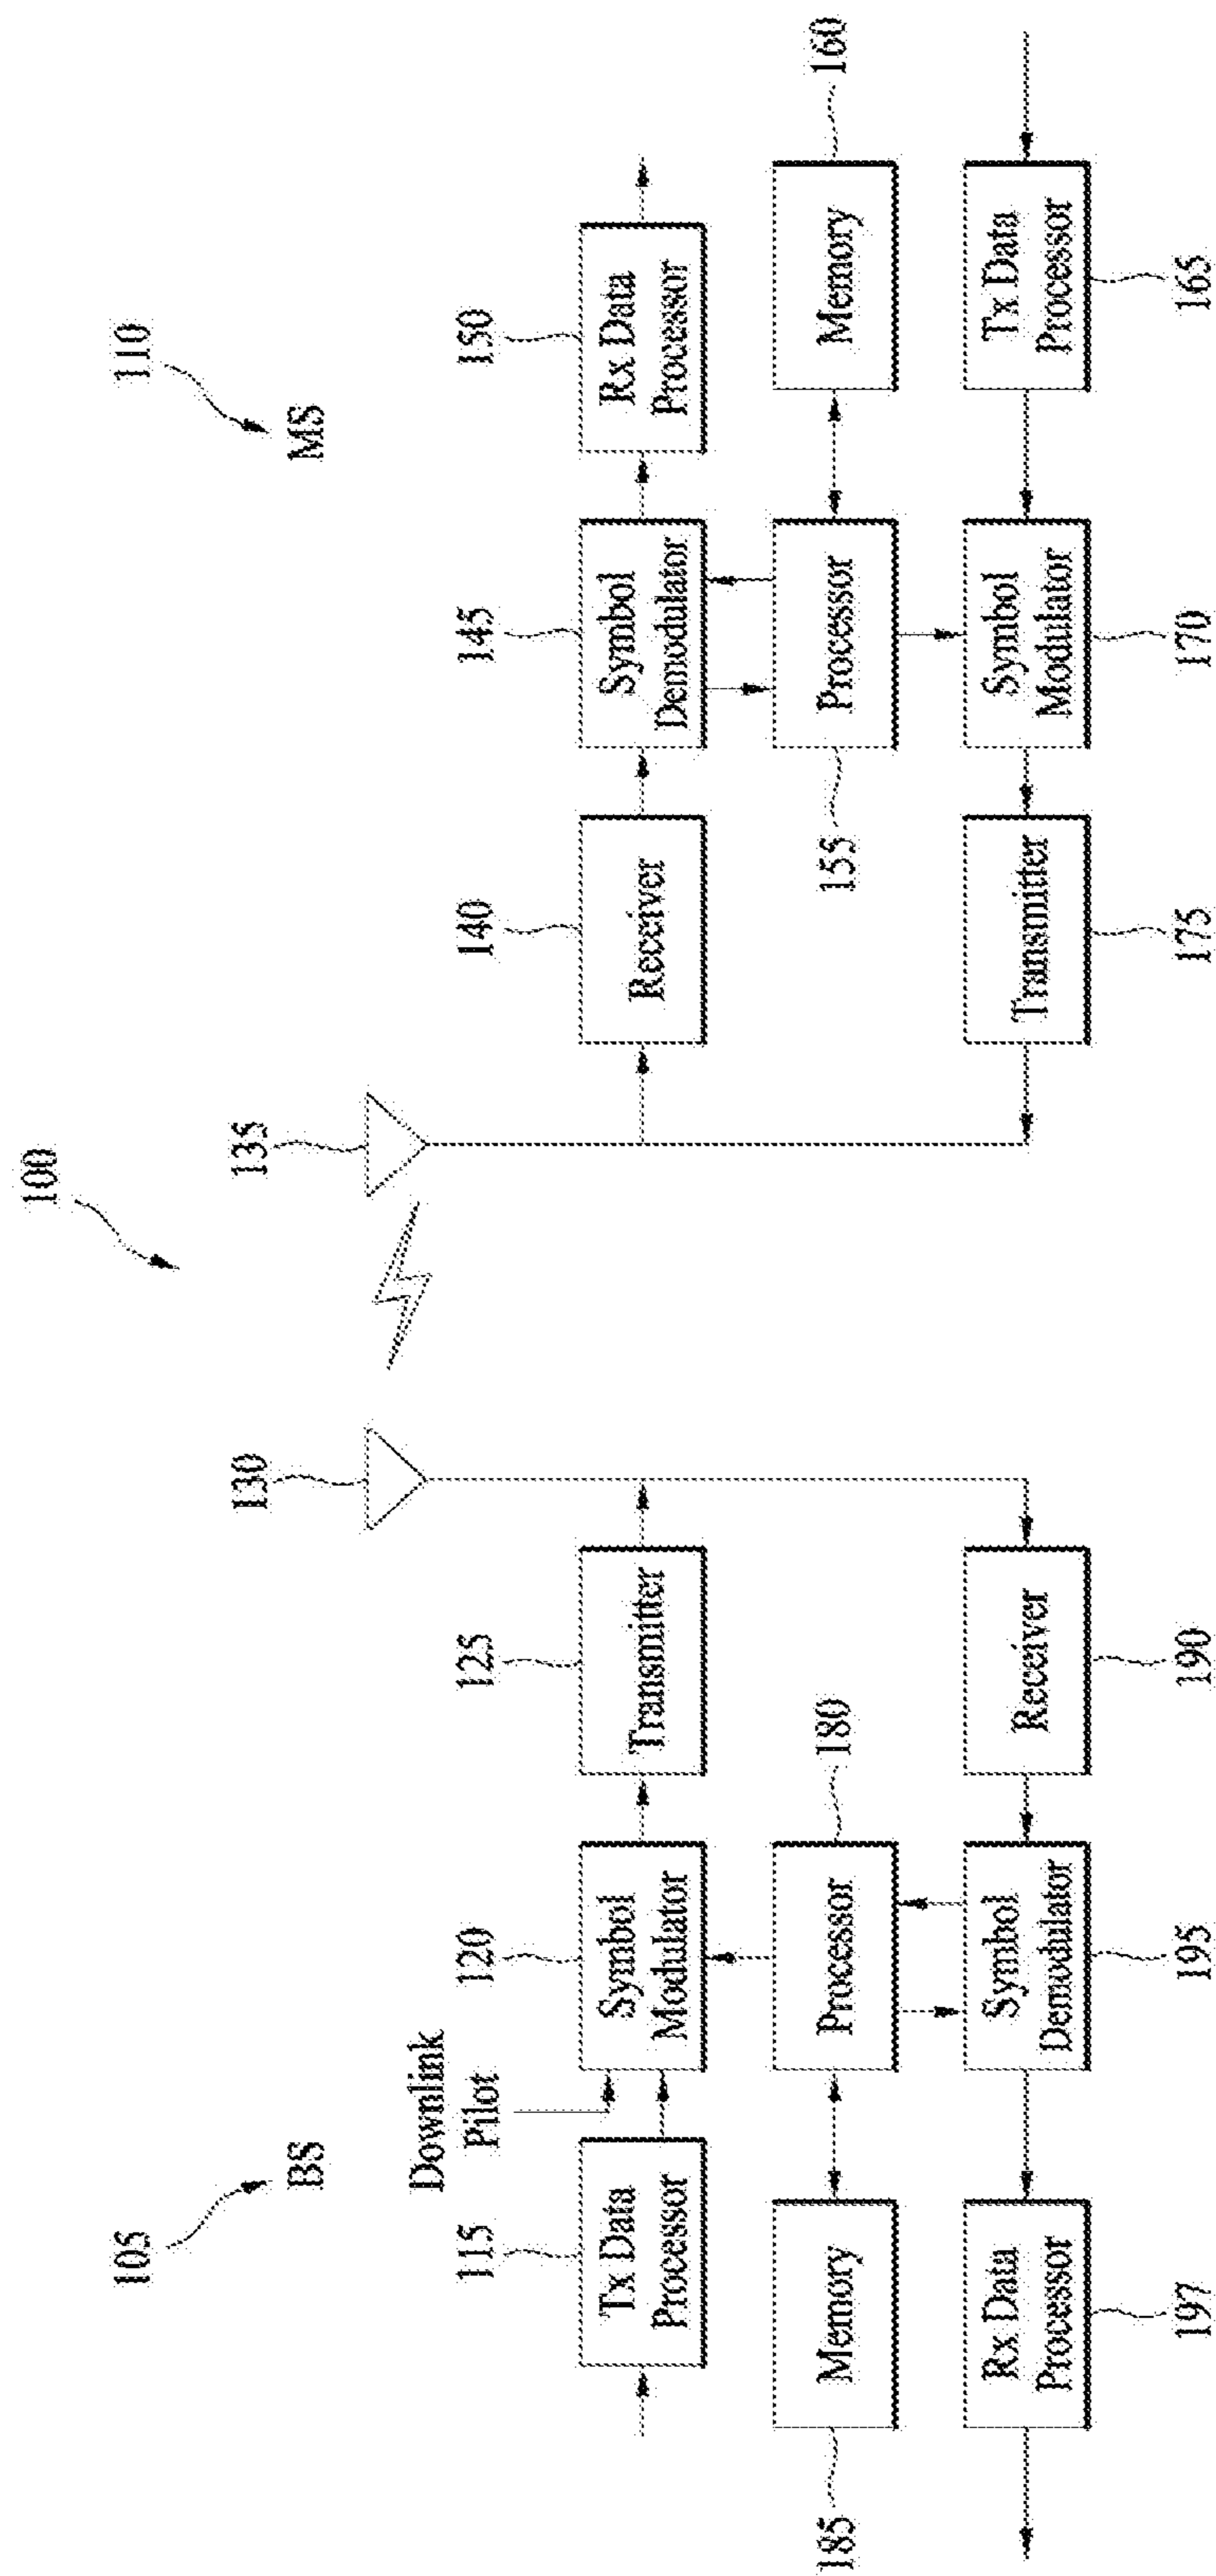 100
105
BS
110
MS
Downlink
Pilot
115
Tx Data
Processor
120
Symbol
Modulator
125
Transmitter
130
135
140
Receiver
145
Symbol
Demodulator
150
Rx Data
Processor
185
Memory
Processor
180
155
Processor
Memory
160
Rx Data
Processor
197
Symbol
Demodulator
195
Receiver
190
Transmitter
175
Symbol
Modulator
170
Tx Data
Processor
165